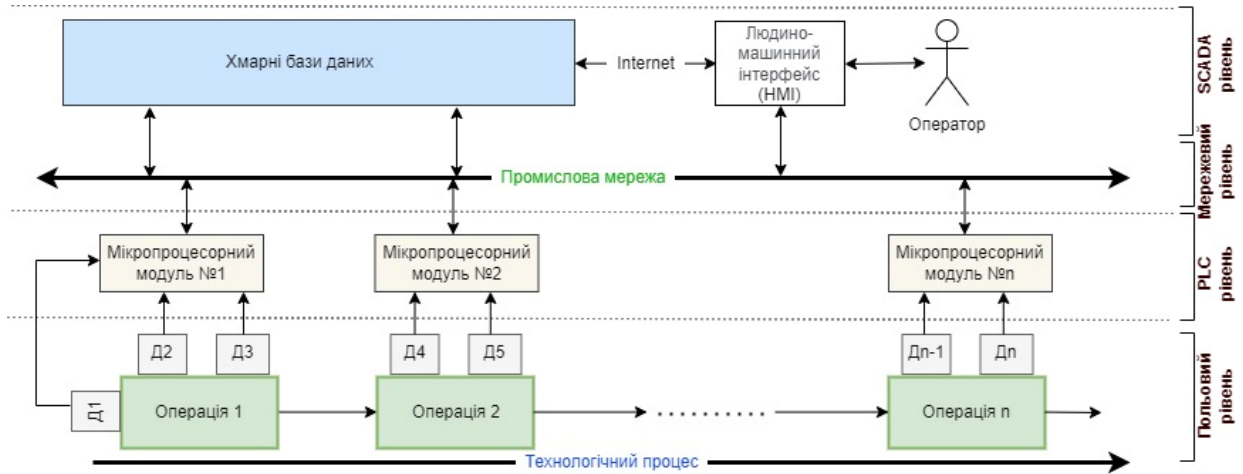 Хмарні бази даних
Internet
Людино-
машинний
інтерфейс
(HMI)
Оператор
SCADA
рівень
Промислова мережа
Мережевий
рівень
Мікропроцесорний
модуль №1
Мікропроцесорний
модуль №2
Мікропроцесорний
модуль №n
PLC
рівень
Д2
Д3
Д4
Д5
Дn-1
Дn
Д1
Операція 1
Операція 2
Операція n
Польовий
рівень
Технологічний процес